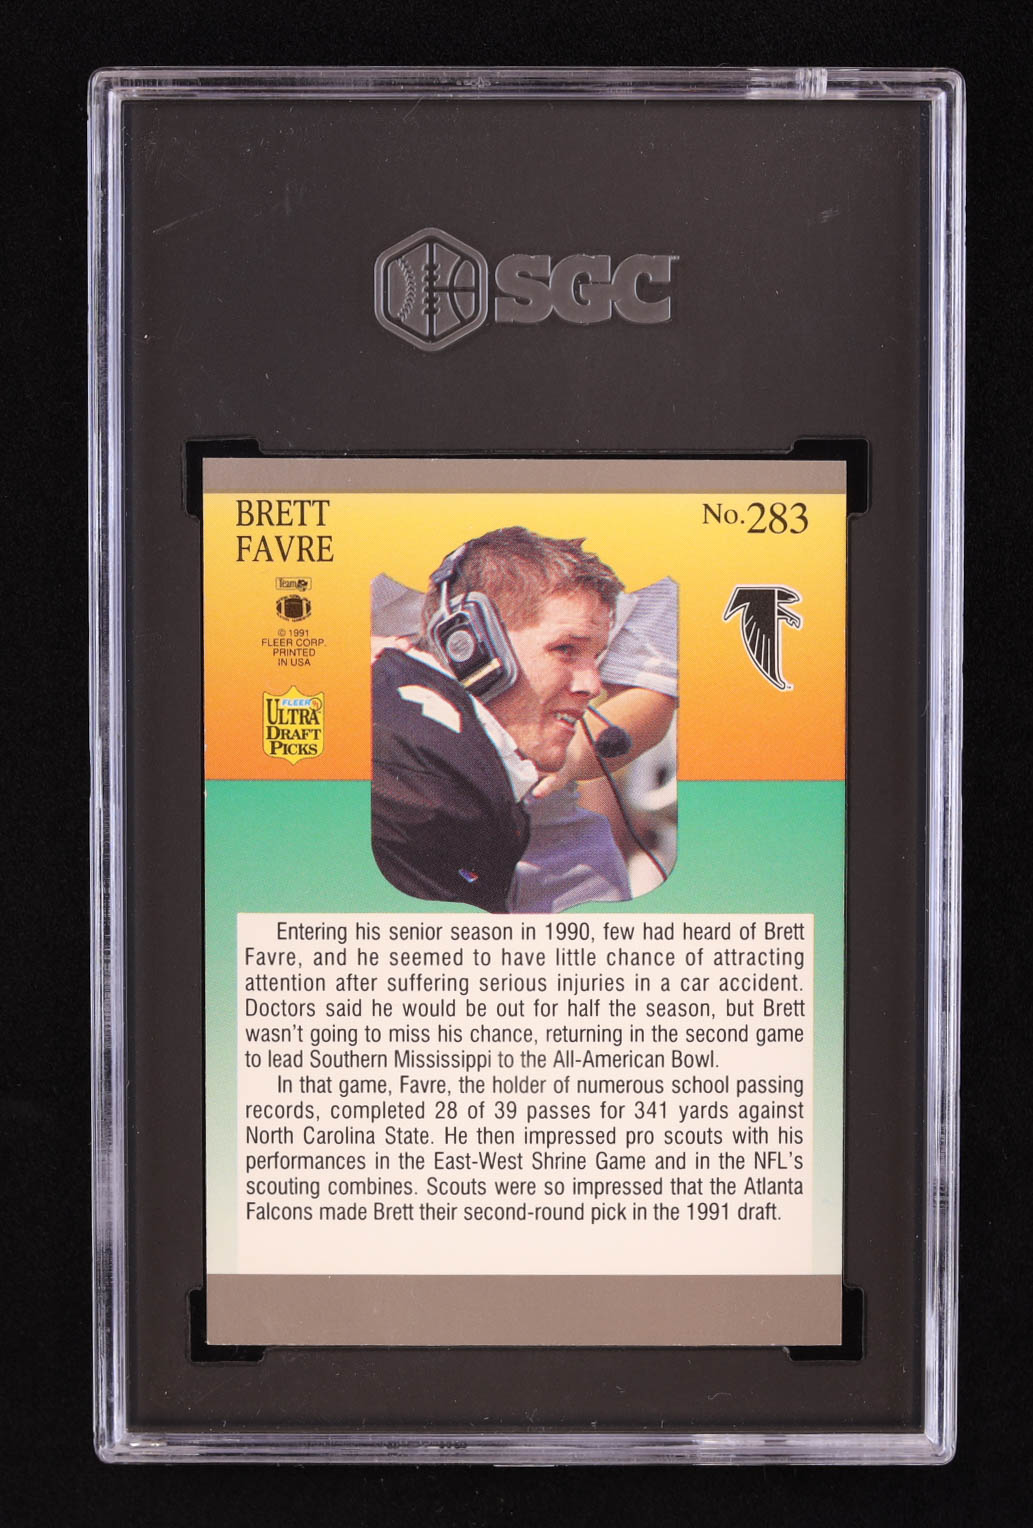 SGC
BRETT
FAVRE
No.283
Team NFL
© 1991
FLEER CORP.
PRINTED
IN USA
FLEER 91
ULTRA
DRAFT
PICKS
Entering his senior season in 1990, few had heard of Brett
Favre, and he seemed to have little chance of attracting
attention after suffering serious injuries in a car accident.
Doctors said he would be out for half the season, but Brett
wasn't going to miss his chance, returning in the second game
to lead Southern Mississippi to the All-American Bowl.
In that game, Favre, the holder of numerous school passing
records, completed 28 of 39 passes for 341 yards against
North Carolina State. He then impressed pro scouts with his
performances in the East-West Shrine Game and in the NFL's
scouting combines. Scouts were so impressed that the Atlanta
Falcons made Brett their second-round pick in the 1991 draft.